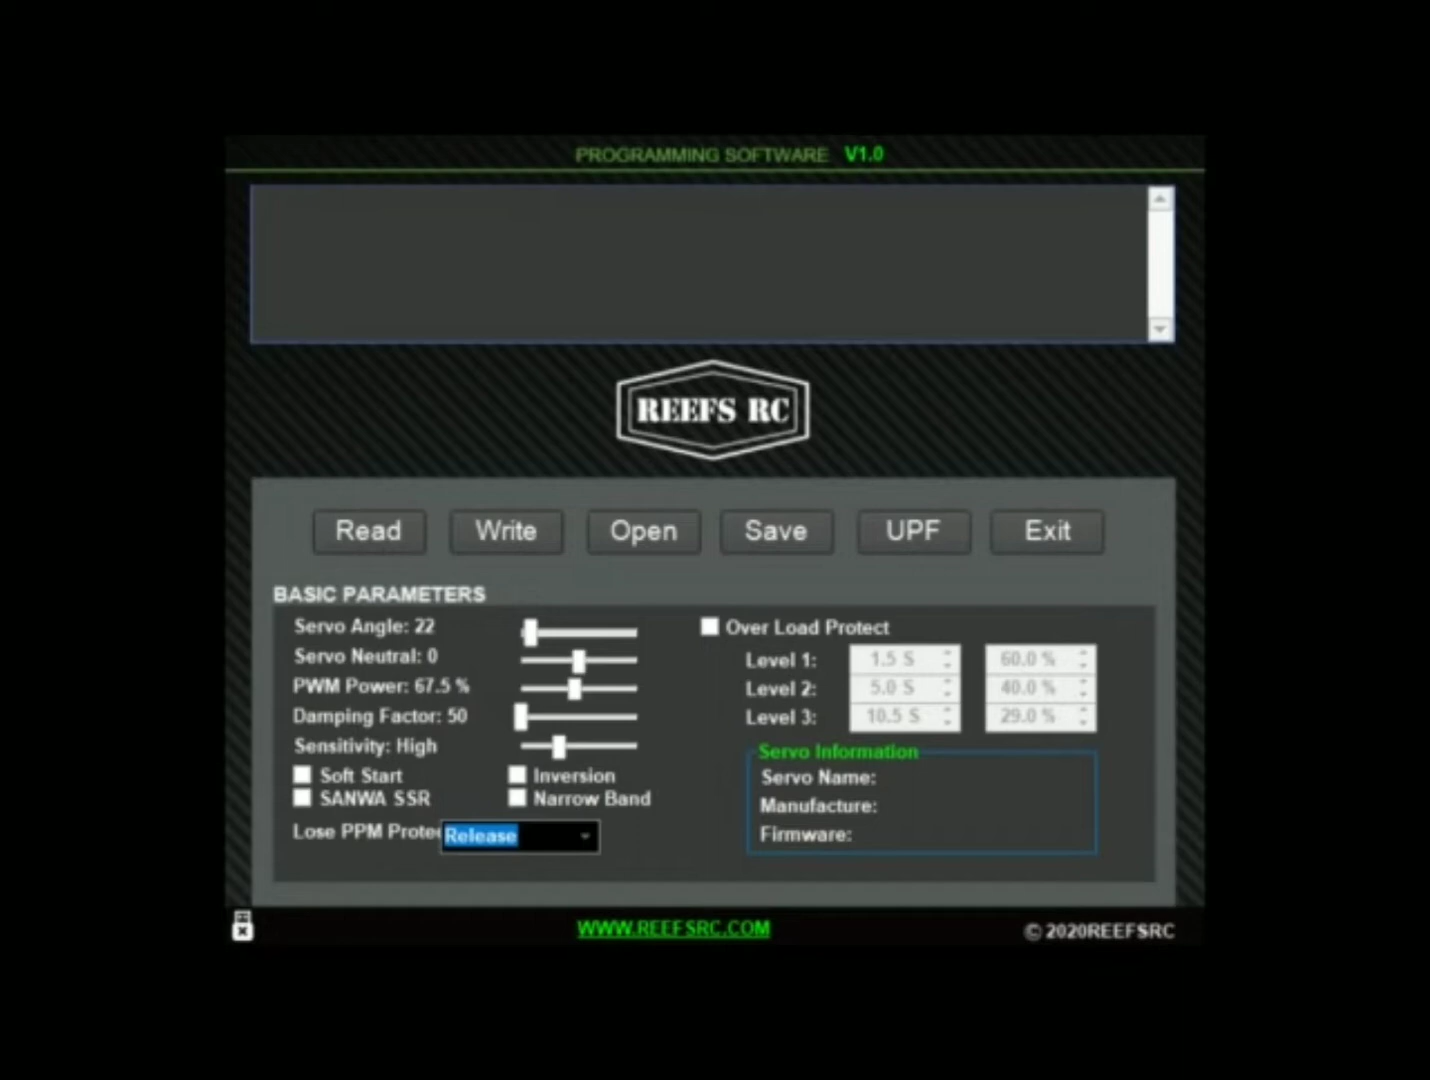 PROGRAMMING SOFTWARE V1.0
REEFS RC
Read Write Open Save UPF Exit
BASIC PARAMETERS
Servo Angle: 22
Servo Neutral: 0
PWM Power: 67.5 %
Damping Factor: 50
Sensitivity: High
Soft Start Inversion
SANWA SSR Narrow Band
Lose PPM Protec Release
Over Load Protect
Level 1: 1.5 S 60.0 %
Level 2: 5.0 S 40.0 %
Level 3: 10.5 S 29.0 %
Servo Information
Servo Name:
Manufacture:
Firmware:
WWW.REEFSRC.COM
© 2020REEFSRC